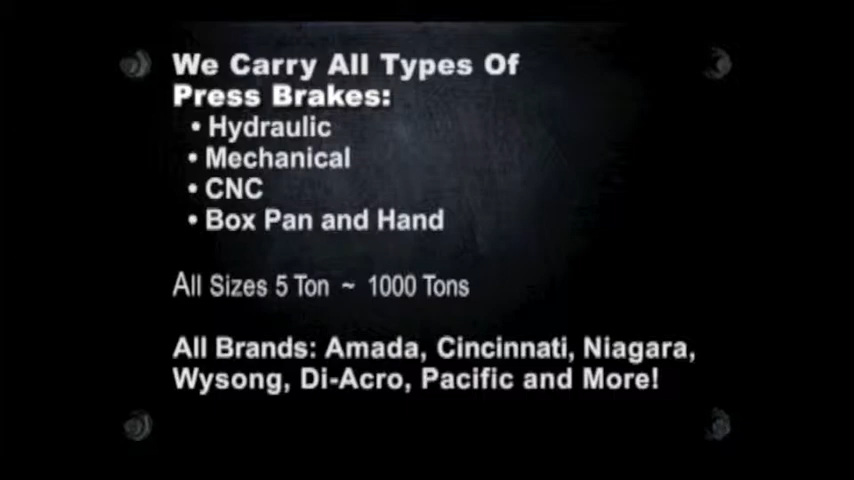 We Carry All Types Of
Press Brakes:
• Hydraulic
• Mechanical
• CNC
• Box Pan and Hand
All Sizes 5 Ton ~ 1000 Tons
All Brands: Amada, Cincinnati, Niagara,
Wysong, Di-Acro, Pacific and More!